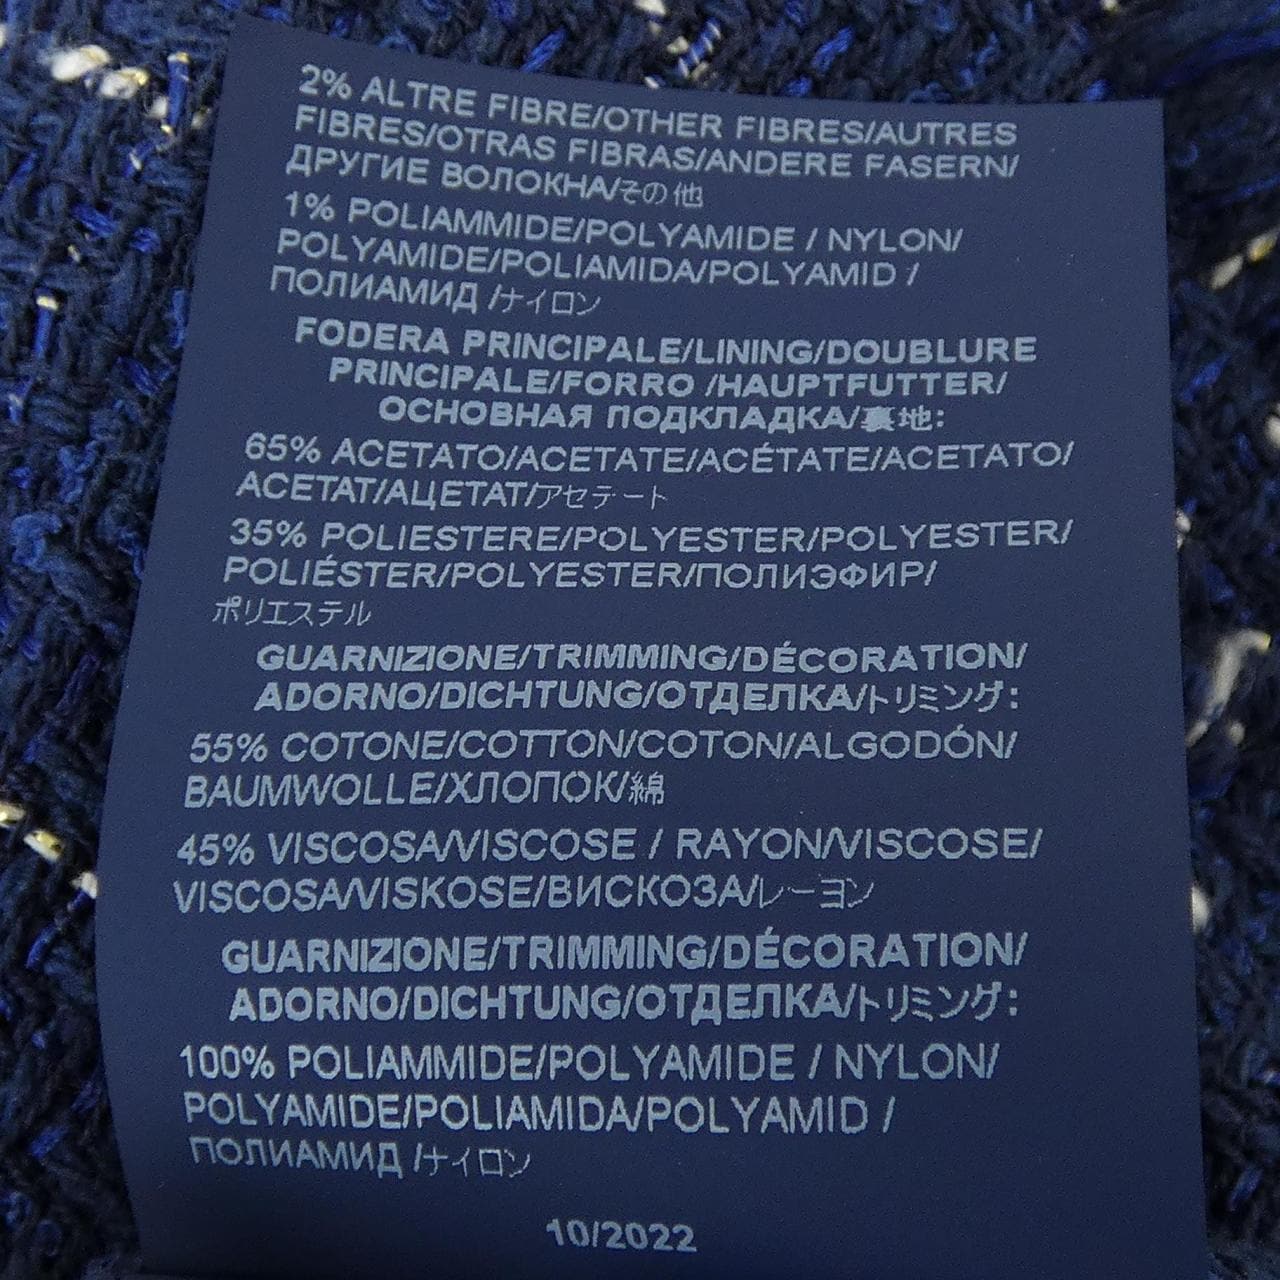 2% ALTRE FIBRE/OTHER FIBRES/AUTRES
FIBRES/OTRAS FIBRAS/ANDERE FASERN/
ДРУГИЕ ВОЛОКНА/その他
1% POLIAMMIDE/POLYAMIDE / NYLON/
POLYAMIDE/POLIAMIDA/POLYAMID /
ПОЛИАМИД /ナイロン
FODERA PRINCIPALE/LINING/DOUBLURE
PRINCIPALE/FORRO /HAUPTFUTTER/
ОСНОВНАЯ ПОДКЛАДКА/裏地:
65% ACETATO/ACETATE/ACÉTATE/ACETATO/
ACETAT/АЦЕТАТ/アセテート
35% POLIESTERE/POLYESTER/POLYESTER/
POLIÉSTER/POLYESTER/ПОЛИЭФИР/
ポリエステル
GUARNIZIONE/TRIMMING/DÉCORATION/
ADORNO/DICHTUNG/ОТДЕЛКА/トリミング:
55% COTONE/COTTON/COTON/ALGODÓN/
BAUMWOLLE/ХЛОПОК/綿
45% VISCOSA/VISCOSE / RAYON/VISCOSE/
VISCOSA/VISKOSE/ВИСКОЗА/レーヨン
GUARNIZIONE/TRIMMING/DÉCORATION/
ADORNO/DICHTUNG/ОТДЕЛКА/トリミング:
100% POLIAMMIDE/POLYAMIDE / NYLON/
POLYAMIDE/POLIAMIDA/POLYAMID /
ПОЛИАМИД /ナイロン
10/2022